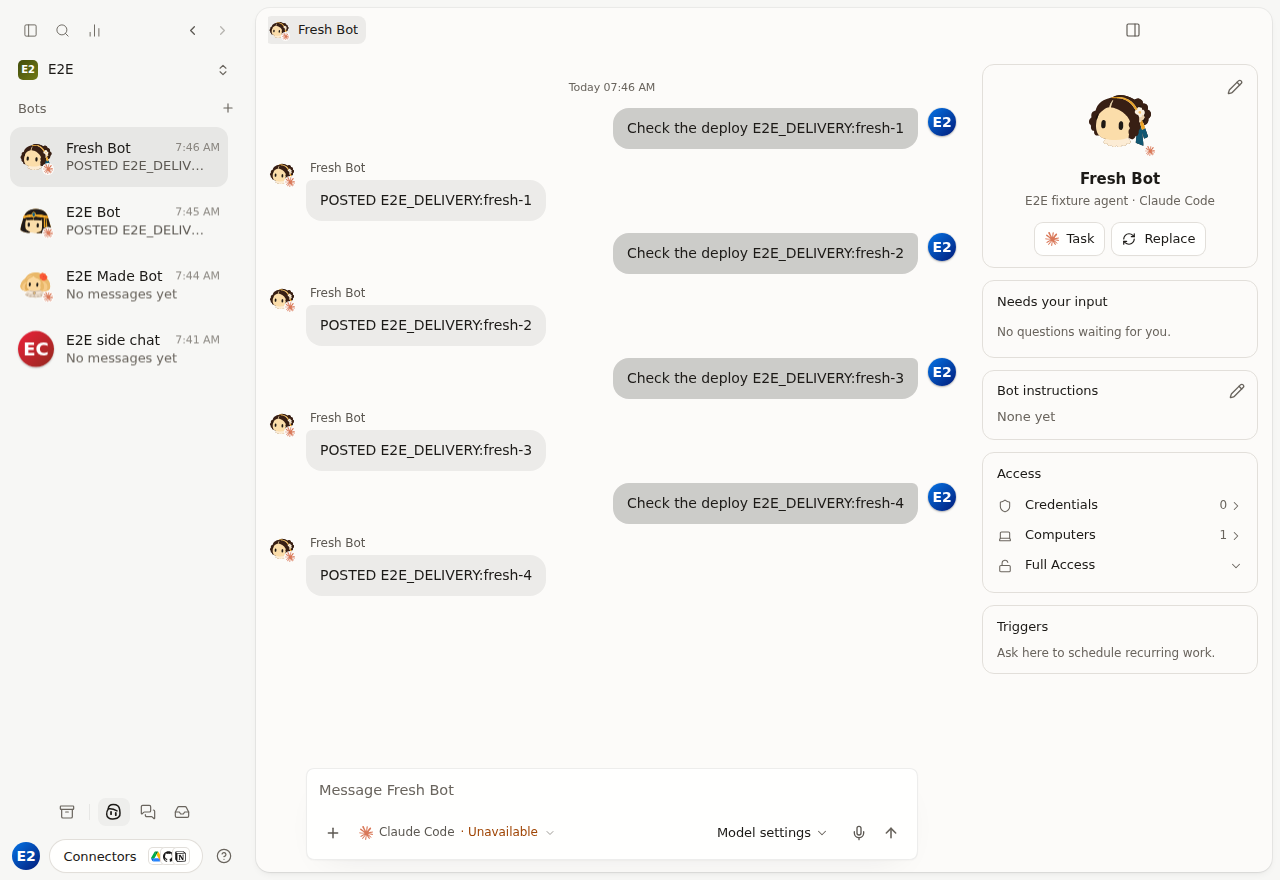 E2 E2E
Bots
Fresh Bot 7:46 AM
POSTED E2E_DELIV…
E2E Bot 7:45 AM
POSTED E2E_DELIV…
E2E Made Bot 7:44 AM
No messages yet
EC E2E side chat 7:41 AM
No messages yet
E2 Connectors
Fresh Bot
Today 07:46 AM
Check the deploy E2E_DELIVERY:fresh-1 E2
Fresh Bot
POSTED E2E_DELIVERY:fresh-1
Check the deploy E2E_DELIVERY:fresh-2 E2
Fresh Bot
POSTED E2E_DELIVERY:fresh-2
Check the deploy E2E_DELIVERY:fresh-3 E2
Fresh Bot
POSTED E2E_DELIVERY:fresh-3
Check the deploy E2E_DELIVERY:fresh-4 E2
Fresh Bot
POSTED E2E_DELIVERY:fresh-4
Message Fresh Bot
Claude Code · Unavailable Model settings
Fresh Bot
E2E fixture agent · Claude Code
Task Replace
Needs your input
No questions waiting for you.
Bot instructions
None yet
Access
Credentials 0
Computers 1
Full Access
Triggers
Ask here to schedule recurring work.